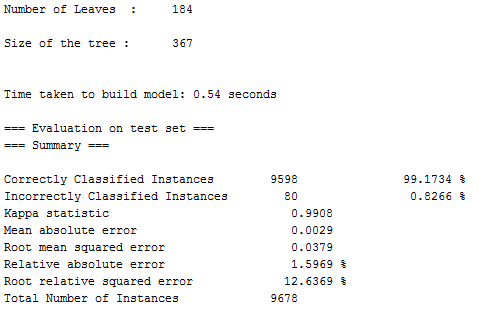 Number of Leaves : 184
Size of the tree : 367
Time taken to build model: 0.54 seconds
=== Evaluation on test set ===
=== Summary ===
Correctly Classified Instances 9598 99.1734 %
Incorrectly Classified Instances 80 0.8266 %
Kappa statistic 0.9908
Mean absolute error 0.0029
Root mean squared error 0.0379
Relative absolute error 1.5969 %
Root relative squared error 12.6369 %
Total Number of Instances 9678